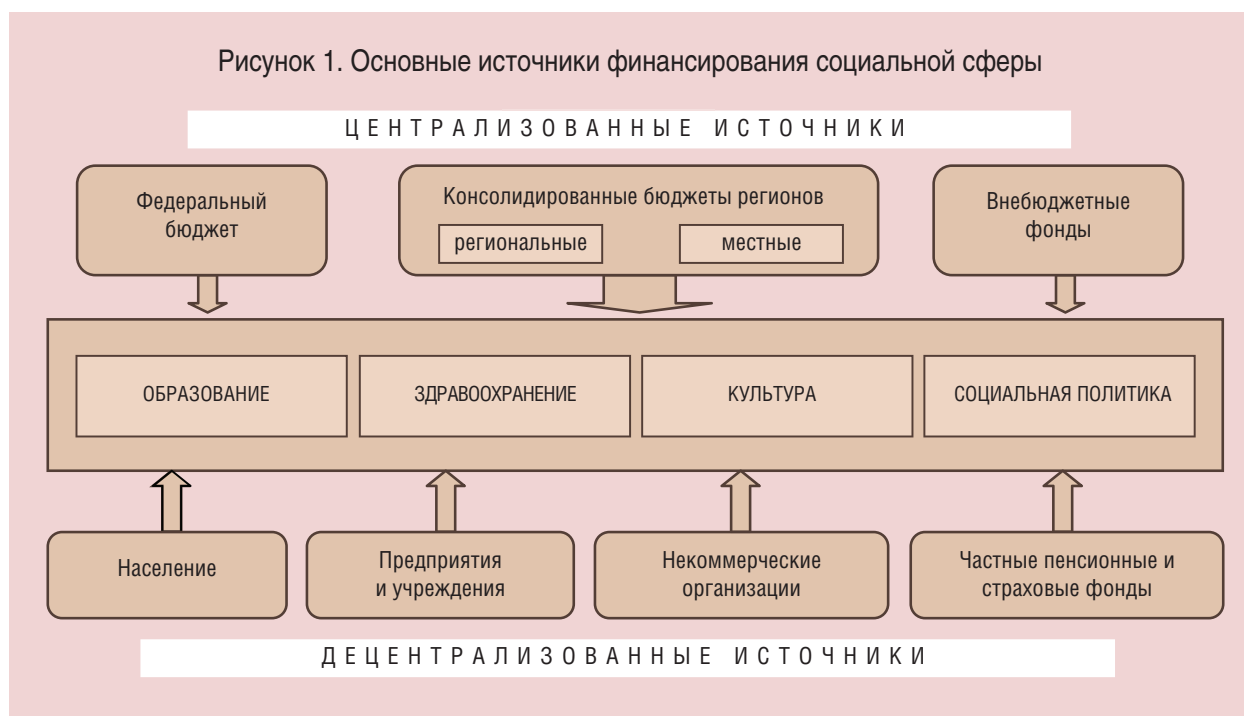 Рисунок 1. Основные источники финансирования социальной сферы
ЦЕНТРАЛИЗОВАННЫЕ ИСТОЧНИКИ
Федеральный
бюджет
Консолидированные бюджеты регионов
региональные
местные
Внебюджетные
фонды
ОБРАЗОВАНИЕ
ЗДРАВООХРАНЕНИЕ
КУЛЬТУРА
СОЦИАЛЬНАЯ ПОЛИТИКА
Население
Предприятия
и учреждения
Некоммерческие
организации
Частные пенсионные и
страховые фонды
ДЕЦЕНТРАЛИЗОВАННЫЕ ИСТОЧНИКИ